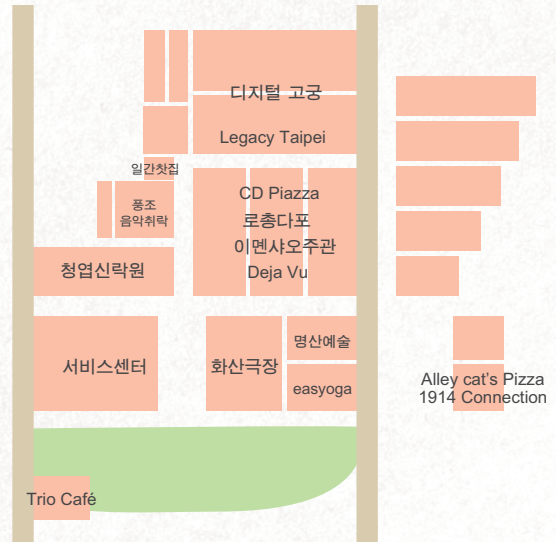 디지털 고궁
Legacy Taipei
일간찻집
CD Piazza
풍조
음악취락
로총다포
이멘샤오주관
청엽신락원
Deja Vu
명산예술
서비스센터
화산극장
easyoga
Alley cat's Pizza
1914 Connection
Trio Café